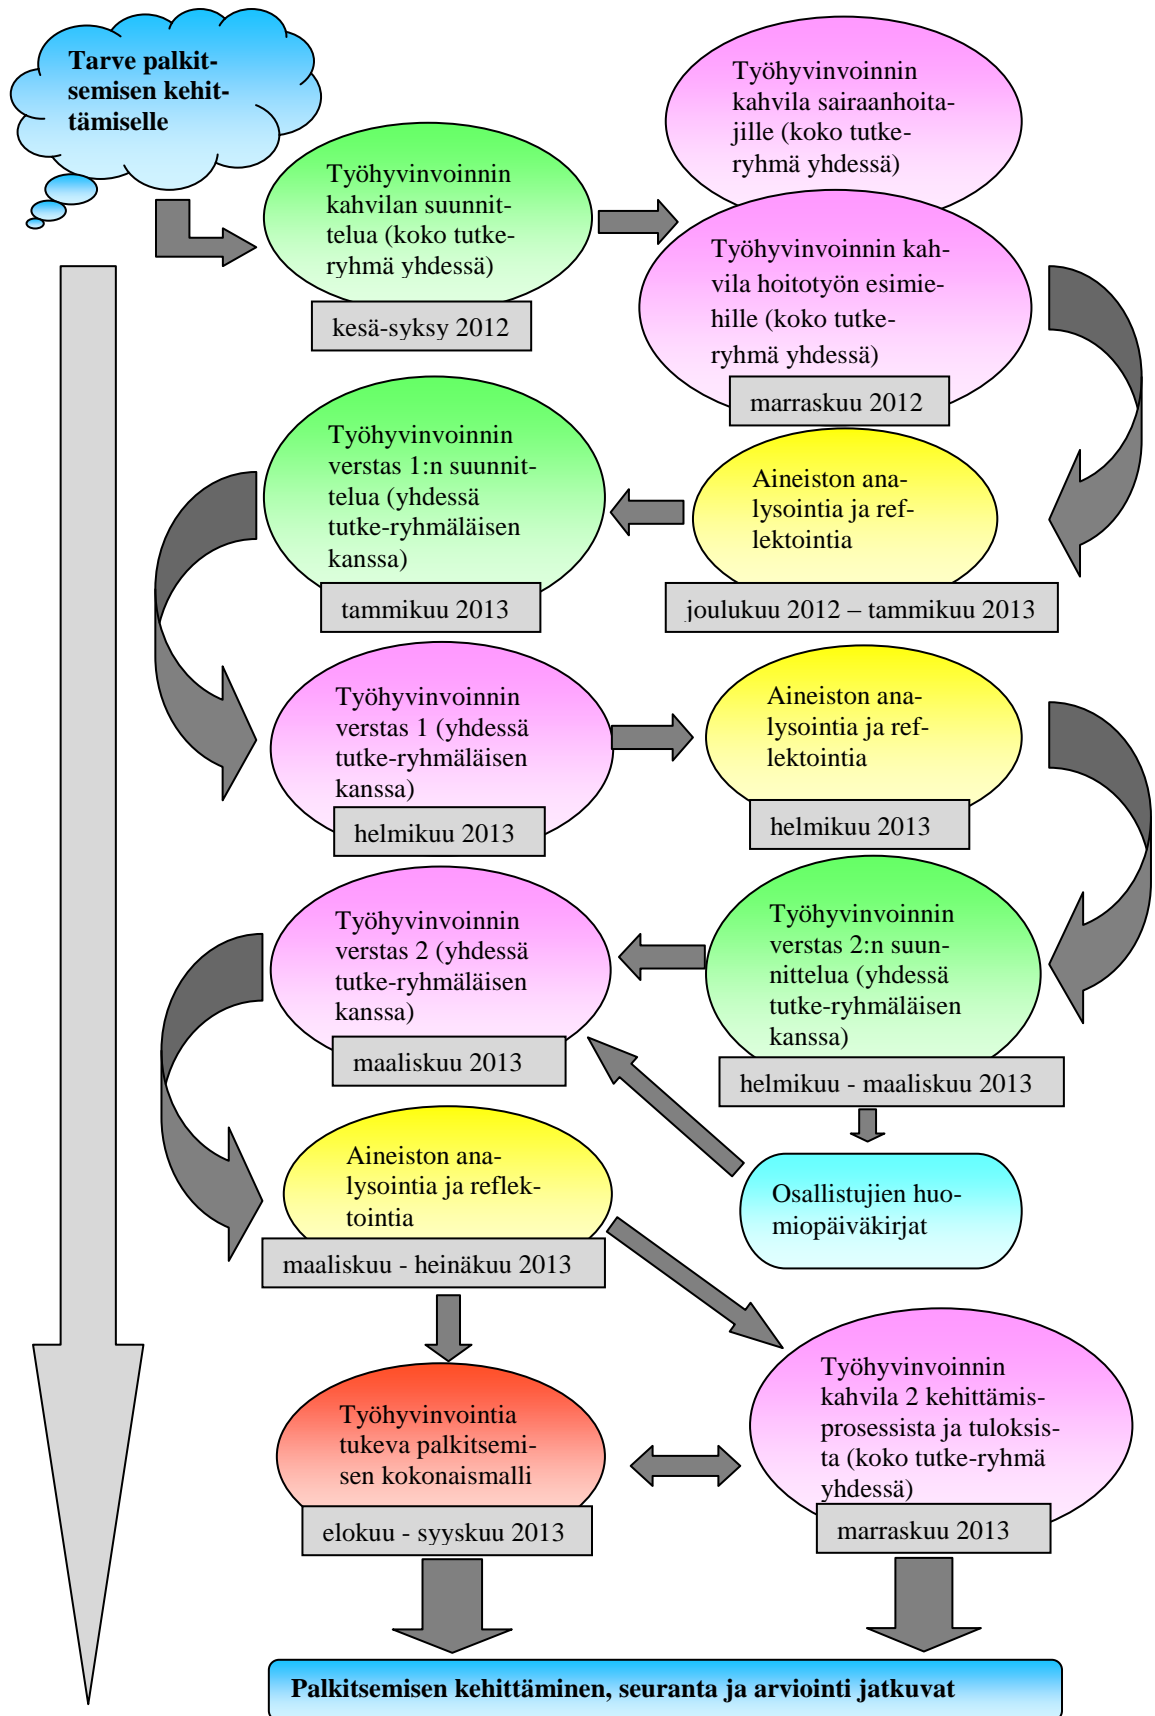 Tarve palkit-
semisen kehit-
tämiselle
Työhyvinvoinnin
kahvilan suunnit-
telua (koko tutke-
ryhmä yhdessä)
kesä-syksy 2012
Työhyvinvoinnin
kahvila sairaanhoita-
jille (koko tutke-
ryhmä yhdessä)
Työhyvinvoinnin kah-
vila hoitotyön esimie-
hille (koko tutke-
ryhmä yhdessä)
marraskuu 2012
Aineiston ana-
lysointia ja ref-
lektointia
joulukuu 2012 – tammikuu 2013
Työhyvinvoinnin
verstas 1:n suunnit-
telua (yhdessä
tutke-ryhmäläisen
kanssa)
tammikuu 2013
Työhyvinvoinnin
verstas 1 (yhdessä
tutke-ryhmäläisen
kanssa)
helmikuu 2013
Aineiston ana-
lysointia ja ref-
lektointia
helmikuu 2013
Työhyvinvoinnin
verstas 2:n suun-
nittelua (yhdessä
tutke-ryhmäläisen
kanssa)
helmikuu - maaliskuu 2013
Osallistujien huo-
miopäiväkirjat
Työhyvinvoinnin
verstas 2 (yhdessä
tutke-ryhmäläisen
kanssa)
maaliskuu 2013
Aineiston ana-
lysointia ja reflek-
tointia
maaliskuu - heinäkuu 2013
Työhyvinvointia
tukeva palkitsemi-
sen kokonaismalli
elokuu - syyskuu 2013
Työhyvinvoinnin
kahvila 2 kehittämis-
prosessista ja tuloksis-
ta (koko tutke-ryhmä
yhdessä)
marraskuu 2013
Palkitsemisen kehittäminen, seuranta ja arviointi jatkuvat